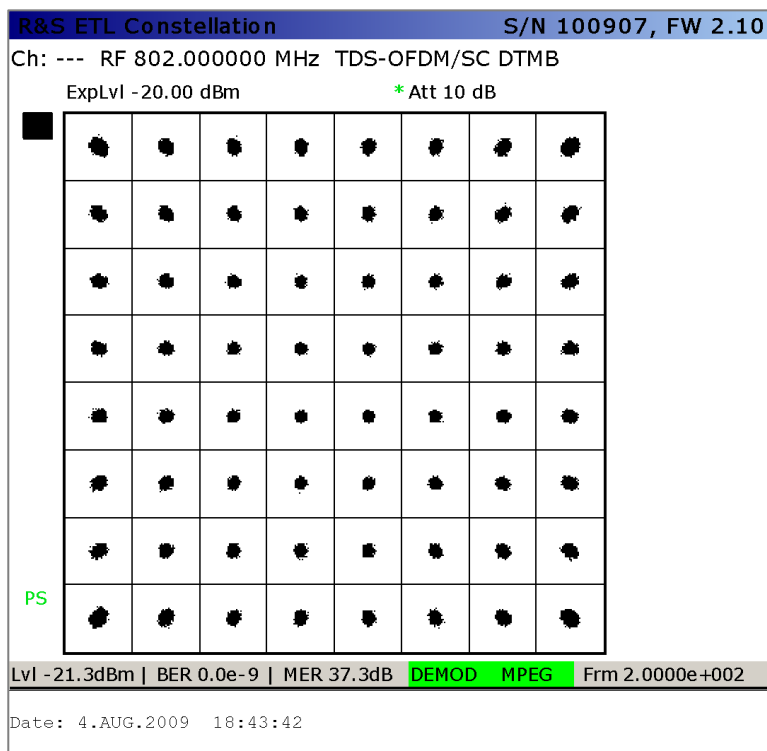 R&S ETL Constellation S/N 100907, FW 2.10
Ch: --- RF 802.000000 MHz TDS-OFDM/SC DTMB
ExpLvl -20.00 dBm * Att 10 dB
PS
Lvl -21.3dBm | BER 0.0e-9 | MER 37.3dB DEMOD MPEG Frm 2.0000e+002
Date: 4.AUG.2009 18:43:42